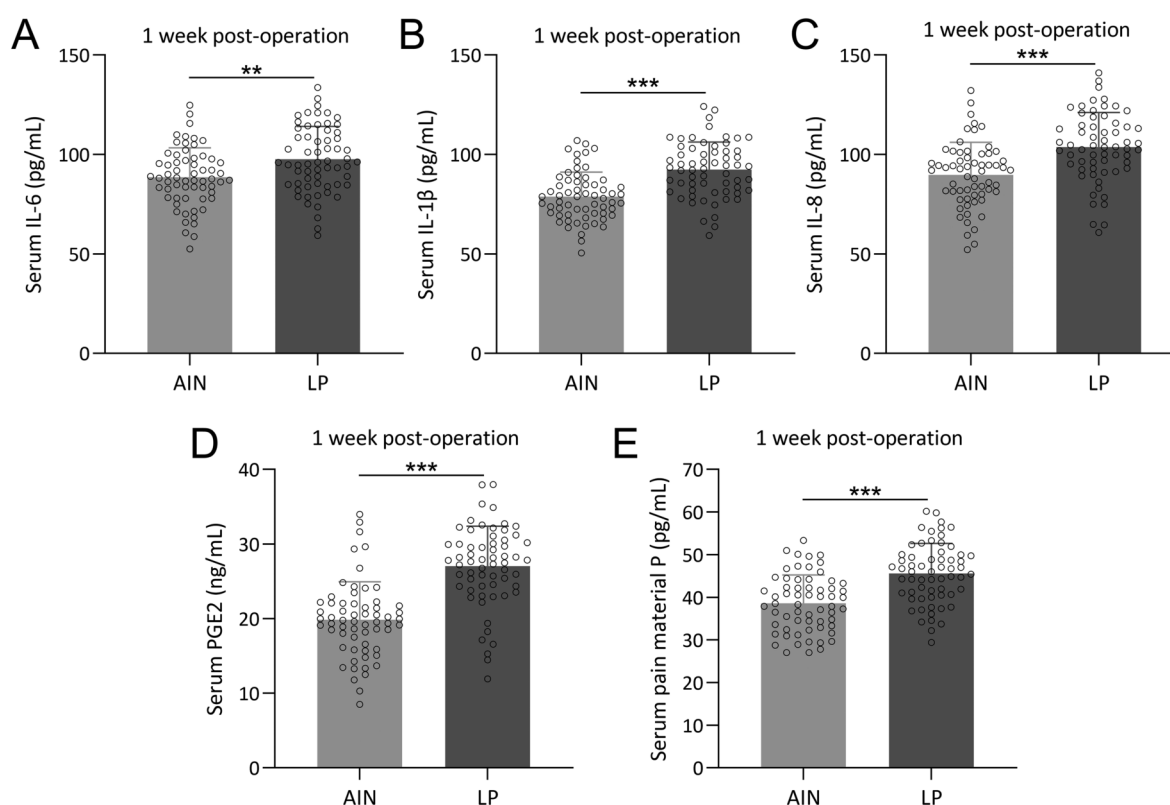 A
1 week post-operation
Serum IL-6 (pg/mL)
150
100
50
0
**
AIN
LP
B
1 week post-operation
Serum IL-1β (pg/mL)
150
100
50
0
***
AIN
LP
C
1 week post-operation
Serum IL-8 (pg/mL)
150
100
50
0
***
AIN
LP
D
1 week post-operation
Serum PGE2 (ng/mL)
40
30
20
10
0
***
AIN
LP
E
1 week post-operation
Serum pain material P (pg/mL)
70
60
50
40
30
20
10
0
***
AIN
LP